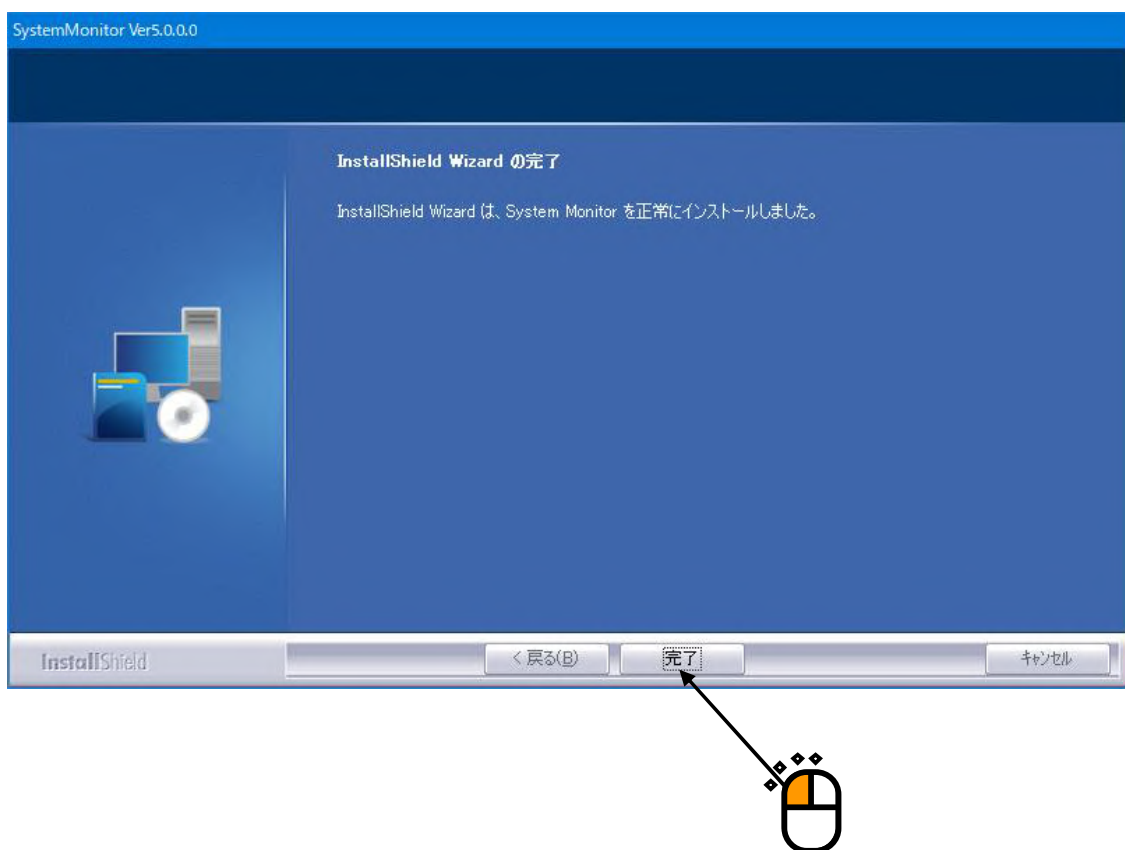 SystemMonitor Ver5.0.0.0
InstallShield Wizard の完了
InstallShield Wizard は、System Monitor を正常にインストールしました。
InstallShield
< 戻る(B)
完了
キャンセル